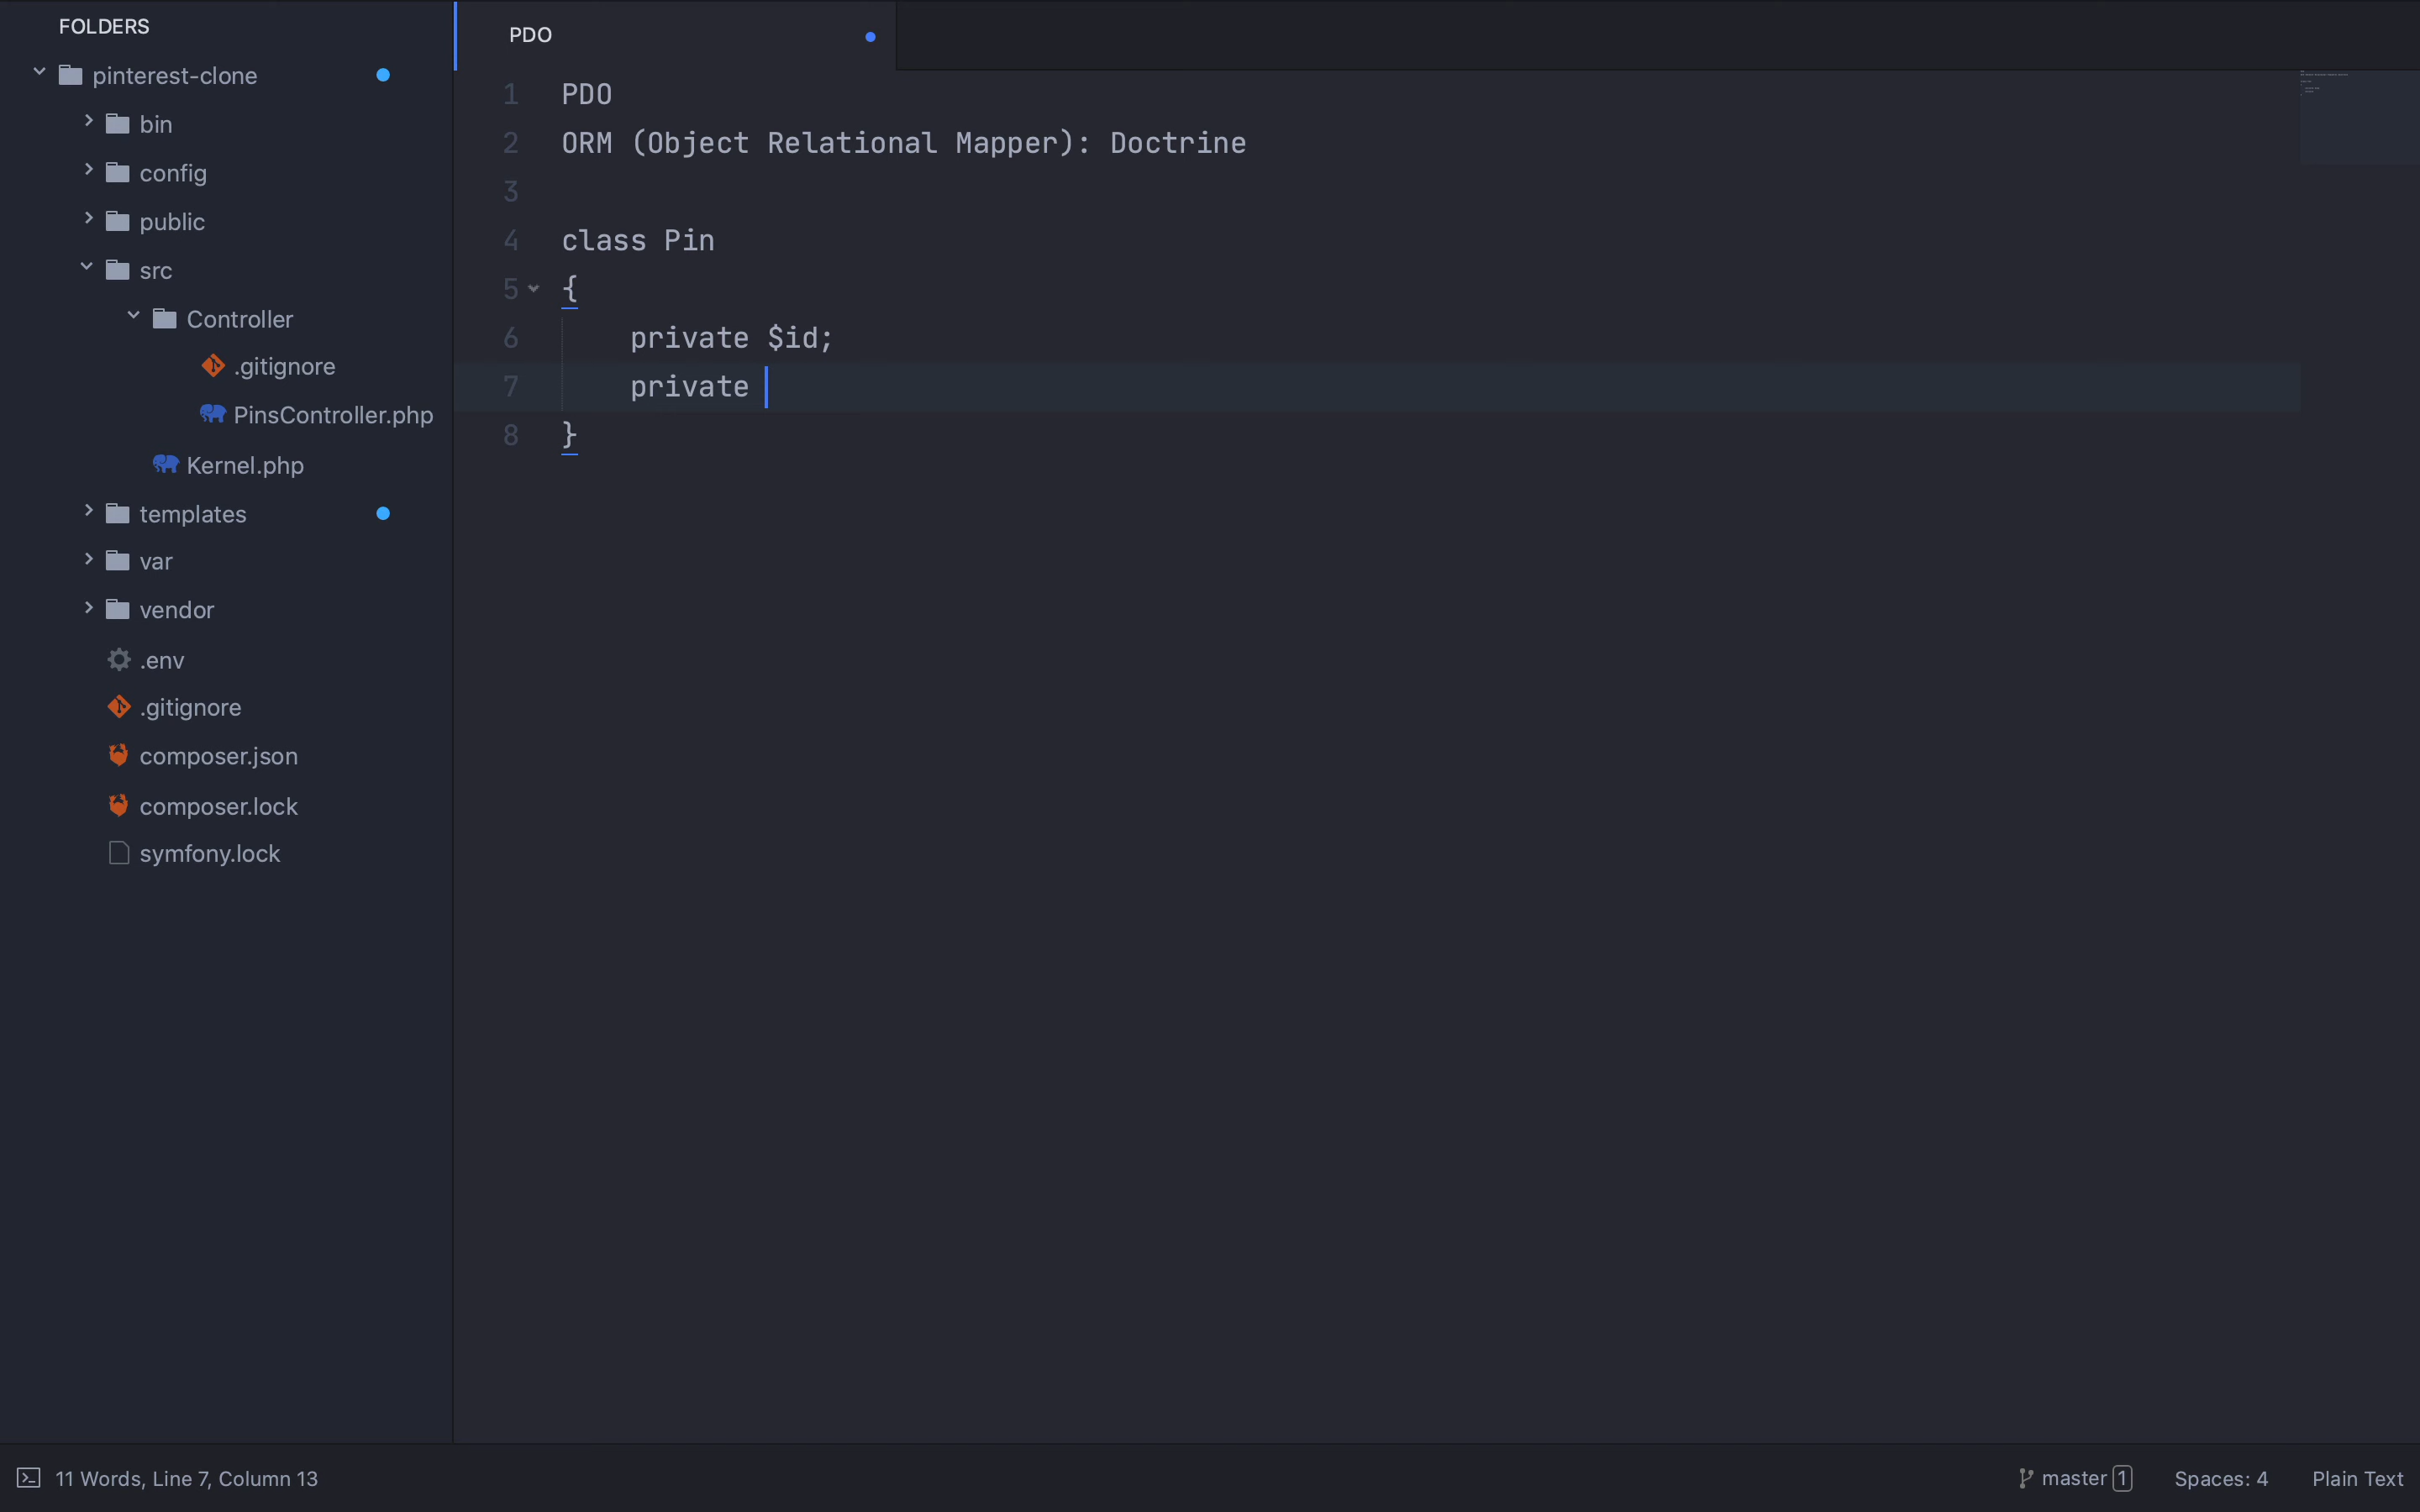 FOLDERS
pinterest-clone
bin
config
public
src
Controller
.gitignore
PinsController.php
Kernel.php
templates
var
vendor
.env
.gitignore
composer.json
composer.lock
symfony.lock
PDO
1 PDO
2 ORM (Object Relational Mapper): Doctrine
3
4 class Pin
5 {
6 private $id;
7 private
8 }
11 Words, Line 7, Column 13
master 1
Spaces: 4
Plain Text